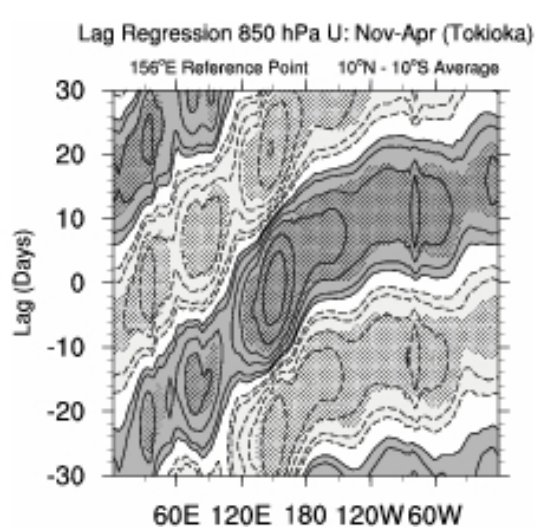 Lag Regression 850 hPa U: Nov-Apr (Tokioka)
156°E Reference Point 10°N - 10°S Average
30
20
10
0
-10
-20
-30
Lag (Days)
60E 120E 180 120W 60W